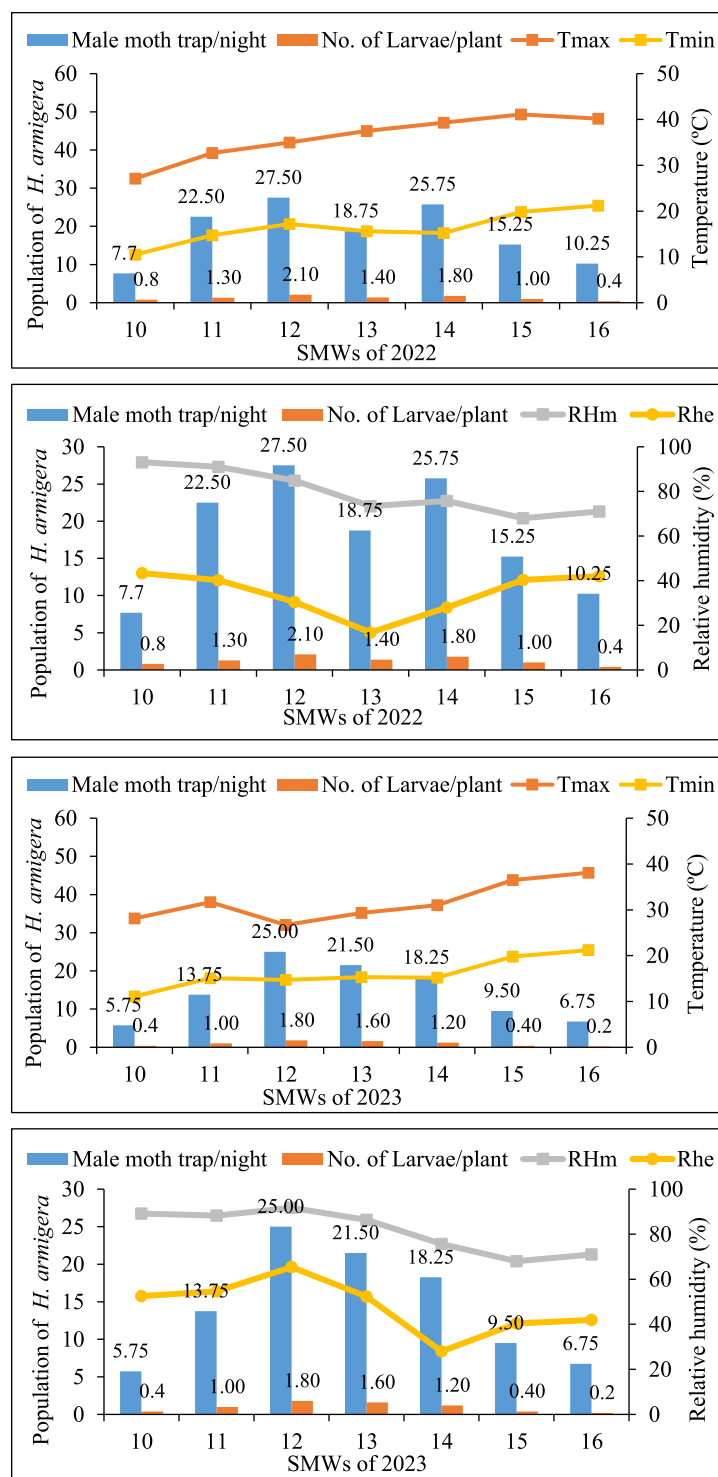 Male moth trap/night No. of Larvae/plant Tmax Tmin
Population of H. armigera
Temperature (ºC)
60 50
50 40
40 30
30 20
20 10
10 0
0
7.7 22.50 27.50 18.75 25.75 15.25 10.25
0.8 1.30 2.10 1.40 1.80 1.00 0.4
10 11 12 13 14 15 16
SMWs of 2022
Male moth trap/night No. of Larvae/plant RHm Rhe
Population of H. armigera
Relative humidity (%)
30 100
25 80
20 60
15 40
10 20
5 0
0
7.7 22.50 27.50 18.75 25.75 15.25 10.25
0.8 1.30 2.10 1.40 1.80 1.00 0.4
10 11 12 13 14 15 16
SMWs of 2022
Male moth trap/night No. of Larvae/plant Tmax Tmin
Population of H. armigera
Temperature (ºC)
60 50
50 40
40 30
30 20
20 10
10 0
0
5.75 13.75 25.00 21.50 18.25 9.50 6.75
0.4 1.00 1.80 1.60 1.20 0.40 0.2
10 11 12 13 14 15 16
SMWs of 2023
Male moth trap/night No. of Larvae/plant RHm Rhe
Population of H. armigera
Relative humidity (%)
30 100
25 80
20 60
15 40
10 20
5 0
0
5.75 13.75 25.00 21.50 18.25 9.50 6.75
0.4 1.00 1.80 1.60 1.20 0.40 0.2
10 11 12 13 14 15 16
SMWs of 2023